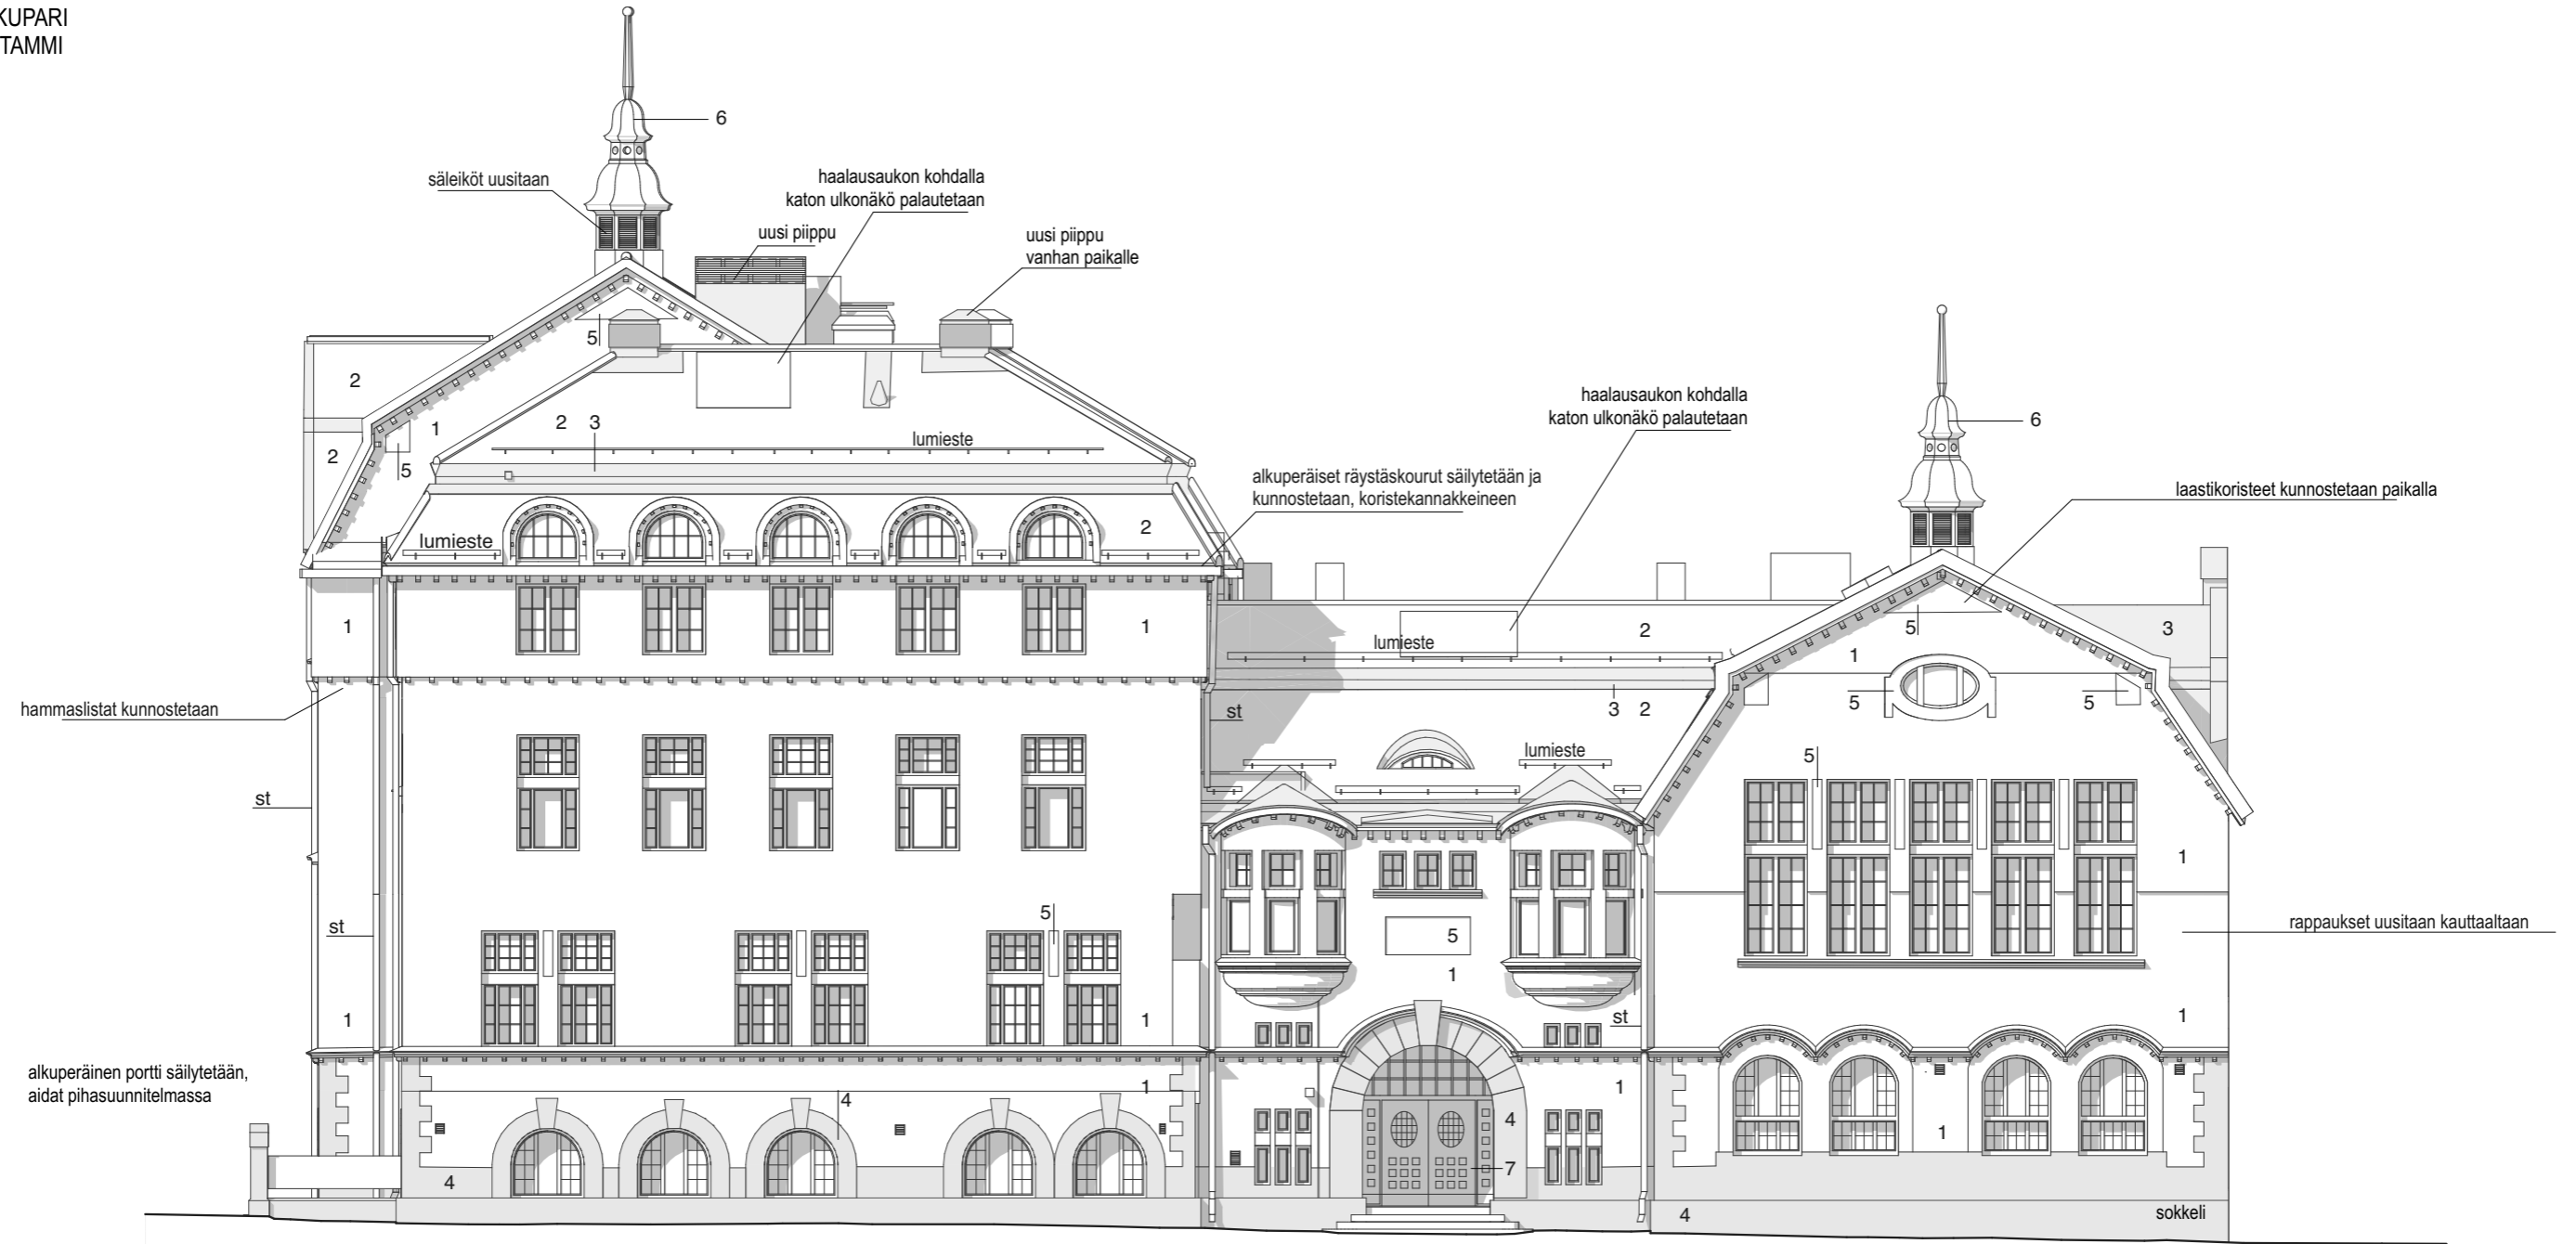 KUPARI
TAMMI
6
säleiköt uusitaan
haalausaukon kohdalla
katon ulkonäkö palautetaan
uusi piippu
uusi piippu
vanhan paikalle
5
2
haalausaukon kohdalla
katon ulkonäkö palautetaan
6
1
2 3
lumieste
2
5
alkuperäiset räystäskourut säilytetään ja
kunnostetaan, koristekannakkeineen
laastikoristeet kunnostetaan paikalla
lumieste
2
1
1
lumieste
2
5
3
1
hammaslistat kunnostetaan
st
3 2
5
5
lumieste
5
st
1
5
st
5
rappaukset uusitaan kauttaaltaan
1
1
1
st
1
alkuperäinen portti säilytetään,
aidat pihasuunnitelmassa
1
4
1
4
1
4
7
4
sokkeli